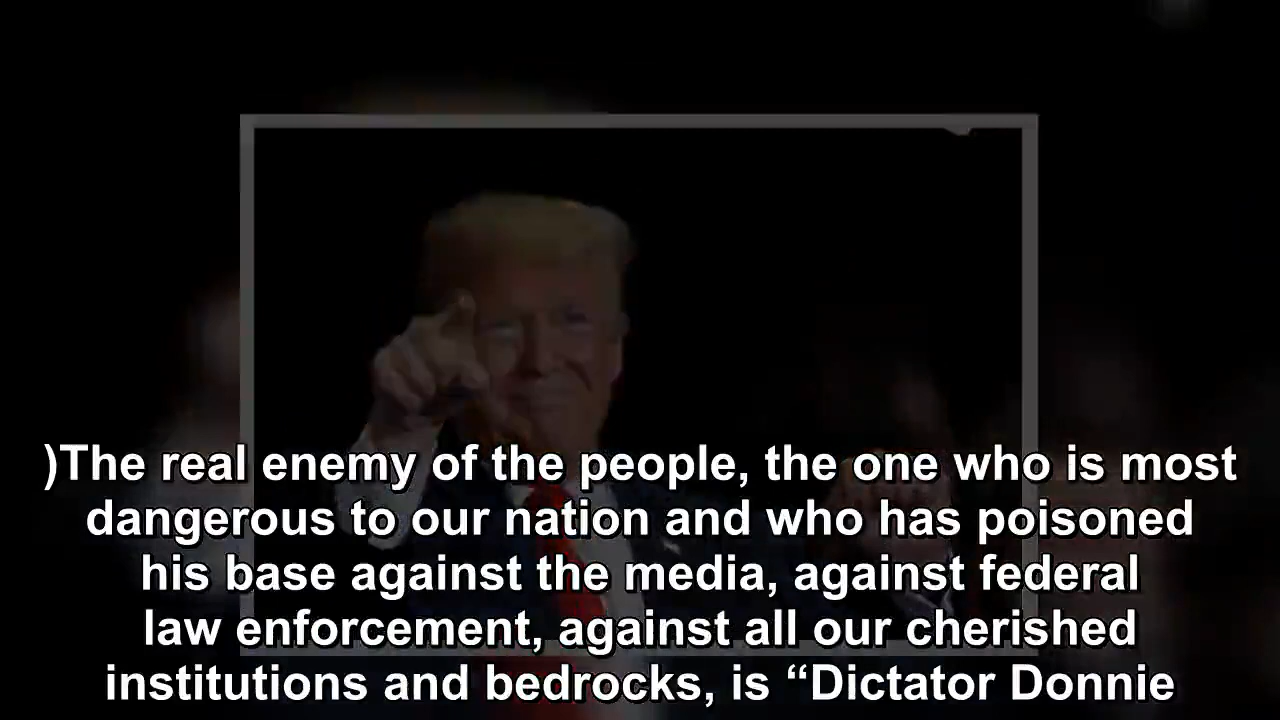 )The real enemy of the people, the one who is most
dangerous to our nation and who has poisoned
his base against the media, against federal
law enforcement, against all our cherished
institutions and bedrocks, is “Dictator Donnie